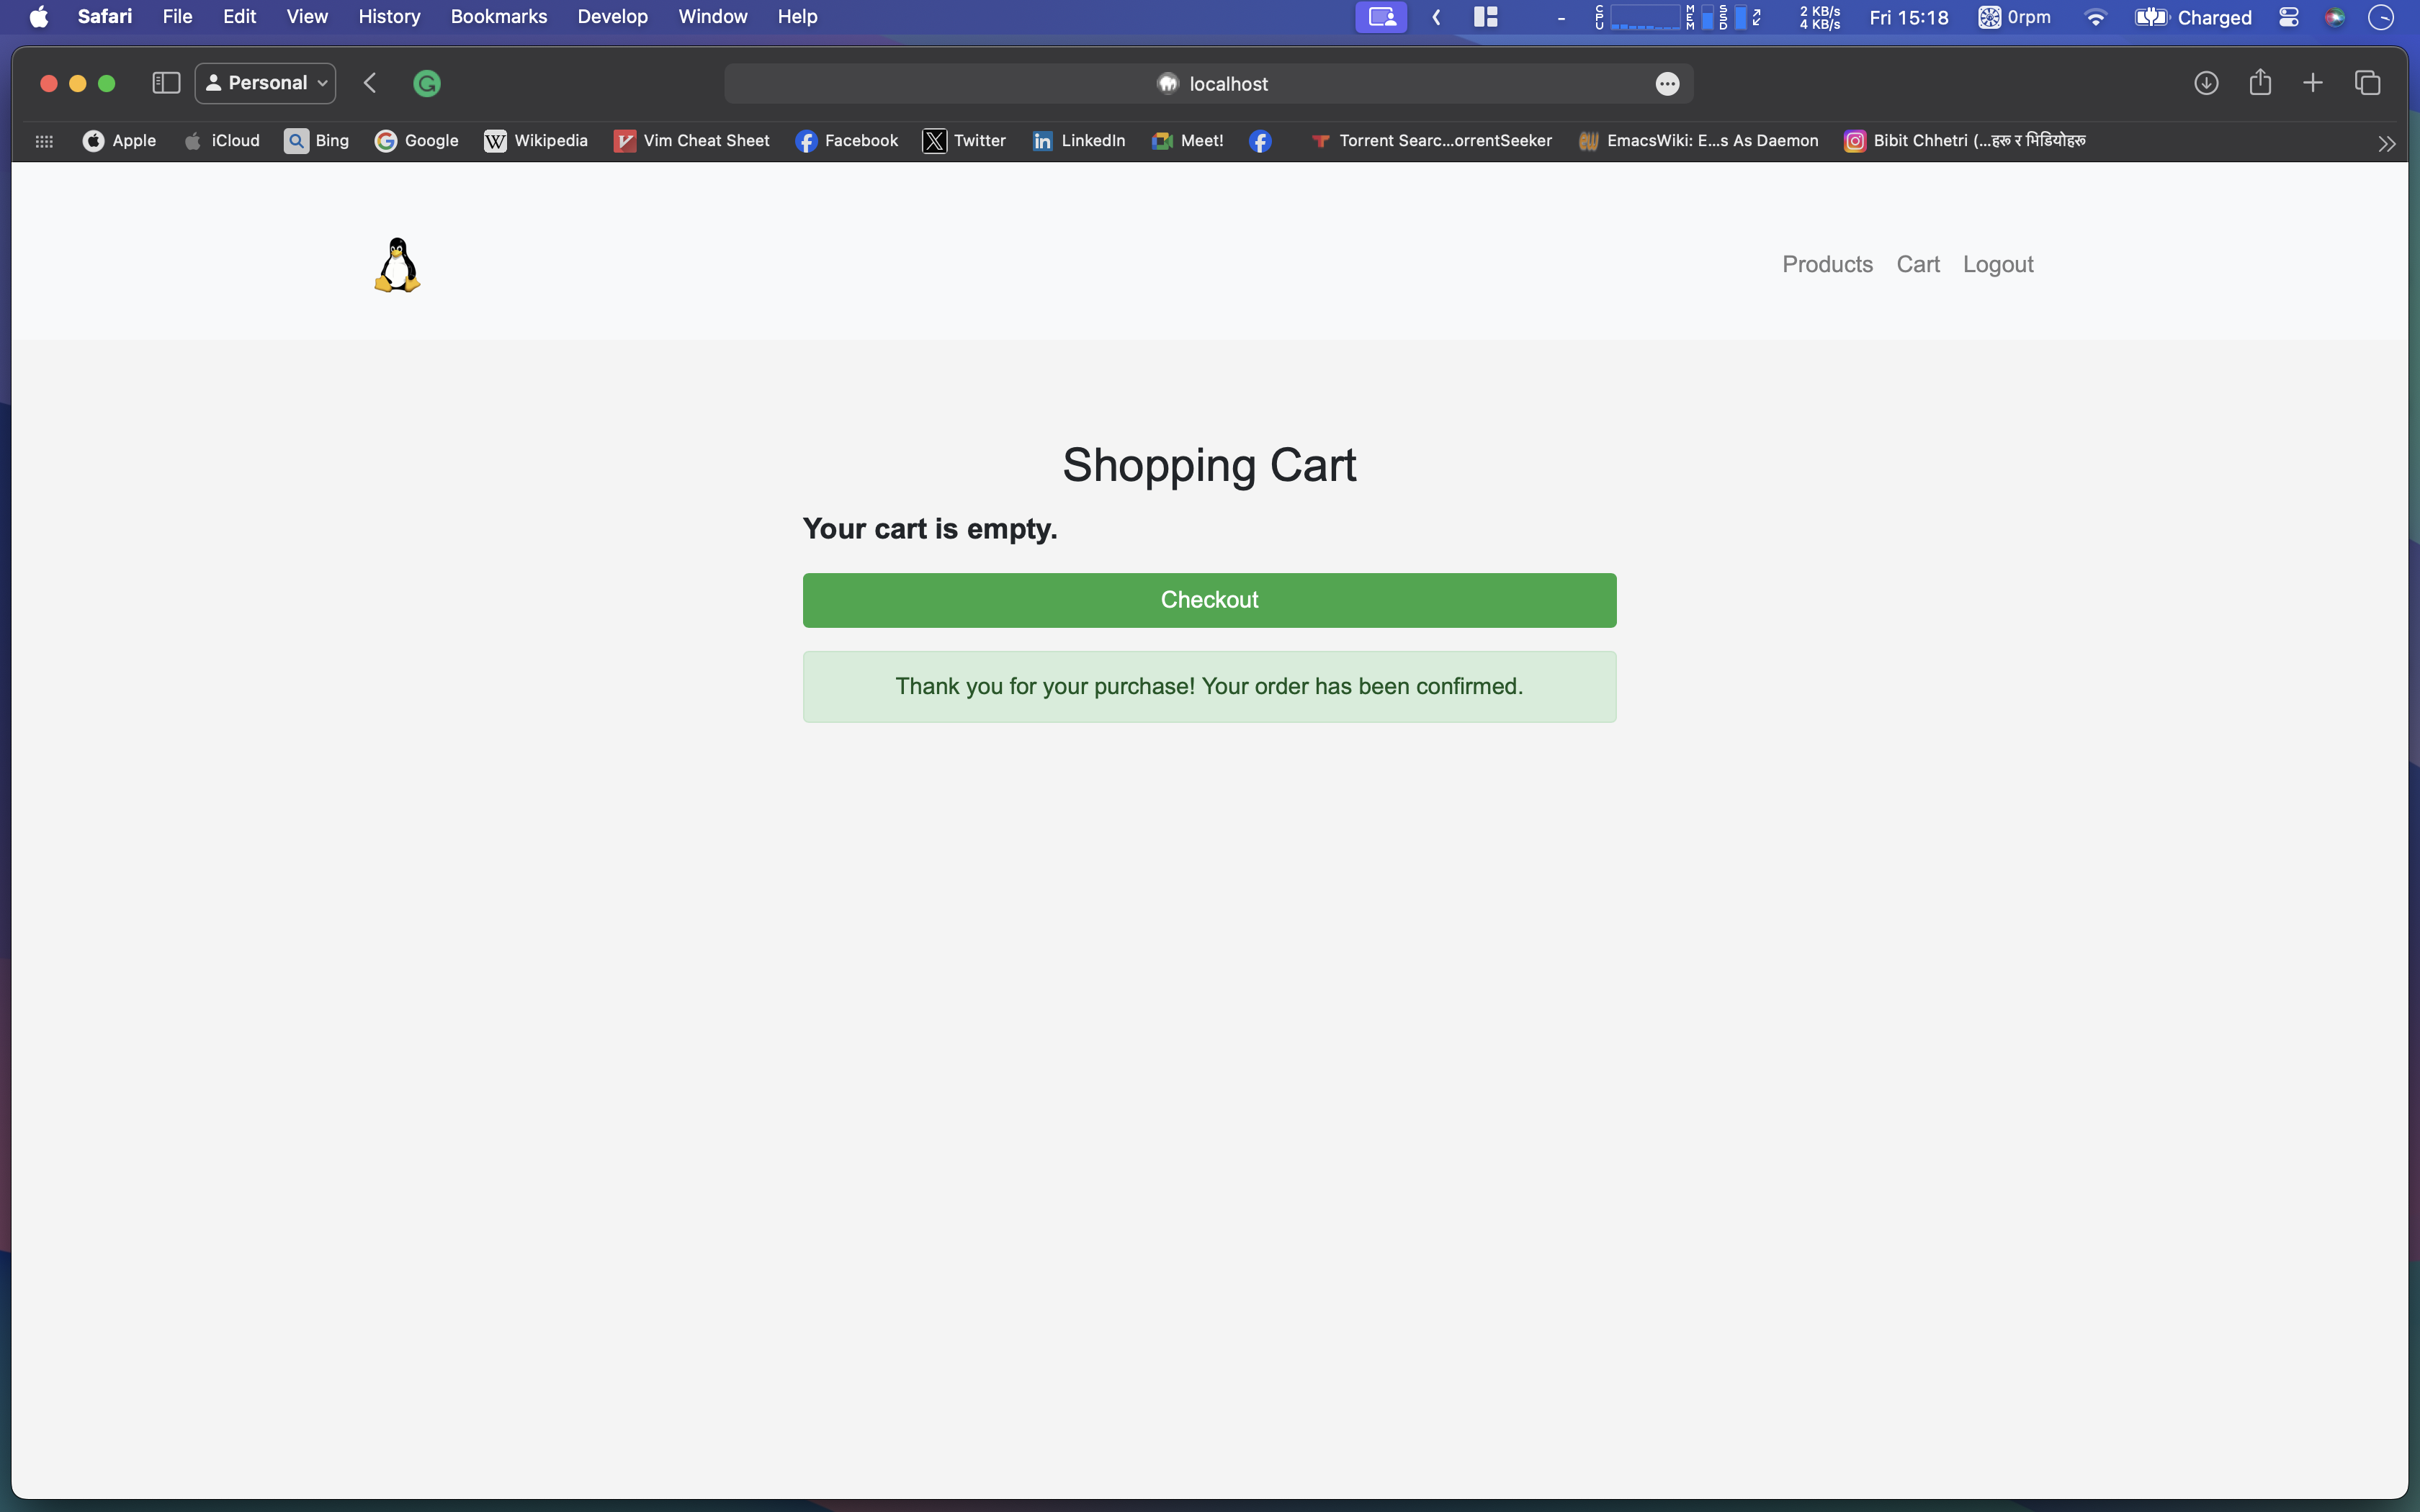 Safari File Edit View History Bookmarks Develop Window Help
- CPU MEM SSD 2 KB/s 4 KB/s Fri 15:18 0rpm Charged
Personal localhost
Apple iCloud Bing Google Wikipedia Vim Cheat Sheet Facebook Twitter LinkedIn Meet! Torrent Searc...orrentSeeker EmacsWiki: E...s As Daemon Bibit Chhetri (...हरू र भिडियोहरू
Products Cart Logout
Shopping Cart
Your cart is empty.
Checkout
Thank you for your purchase! Your order has been confirmed.